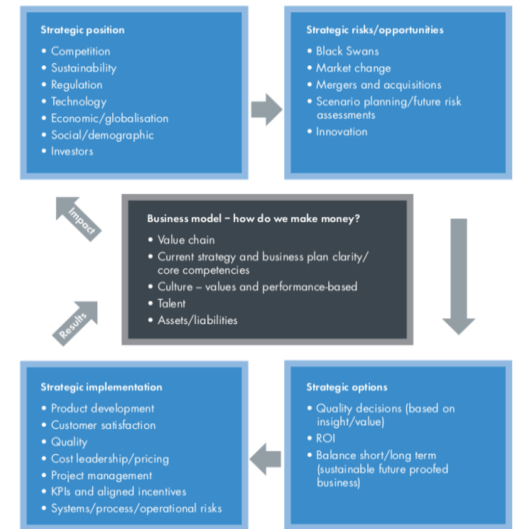 Strategic position
• Competition
• Sustainability
• Regulation
• Technology
• Economic/globalisation
• Social/demographic
• Investors
Strategic risks/opportunities
• Black Swans
• Market change
• Mergers and acquisitions
• Scenario planning/future risk
assessments
• Innovation
Impact
Business model – how do we make money?
• Value chain
• Current strategy and business plan clarity/
core competencies
• Culture – values and performance-based
• Talent
• Assets/liabilities
Results
Strategic implementation
• Product development
• Customer satisfaction
• Quality
• Cost leadership/pricing
• Project management
• KPIs and aligned incentives
• Systems/process/operational risks
Strategic options
• Quality decisions (based on
insight/value)
• ROI
• Balance short/long term
(sustainable future proofed
business)